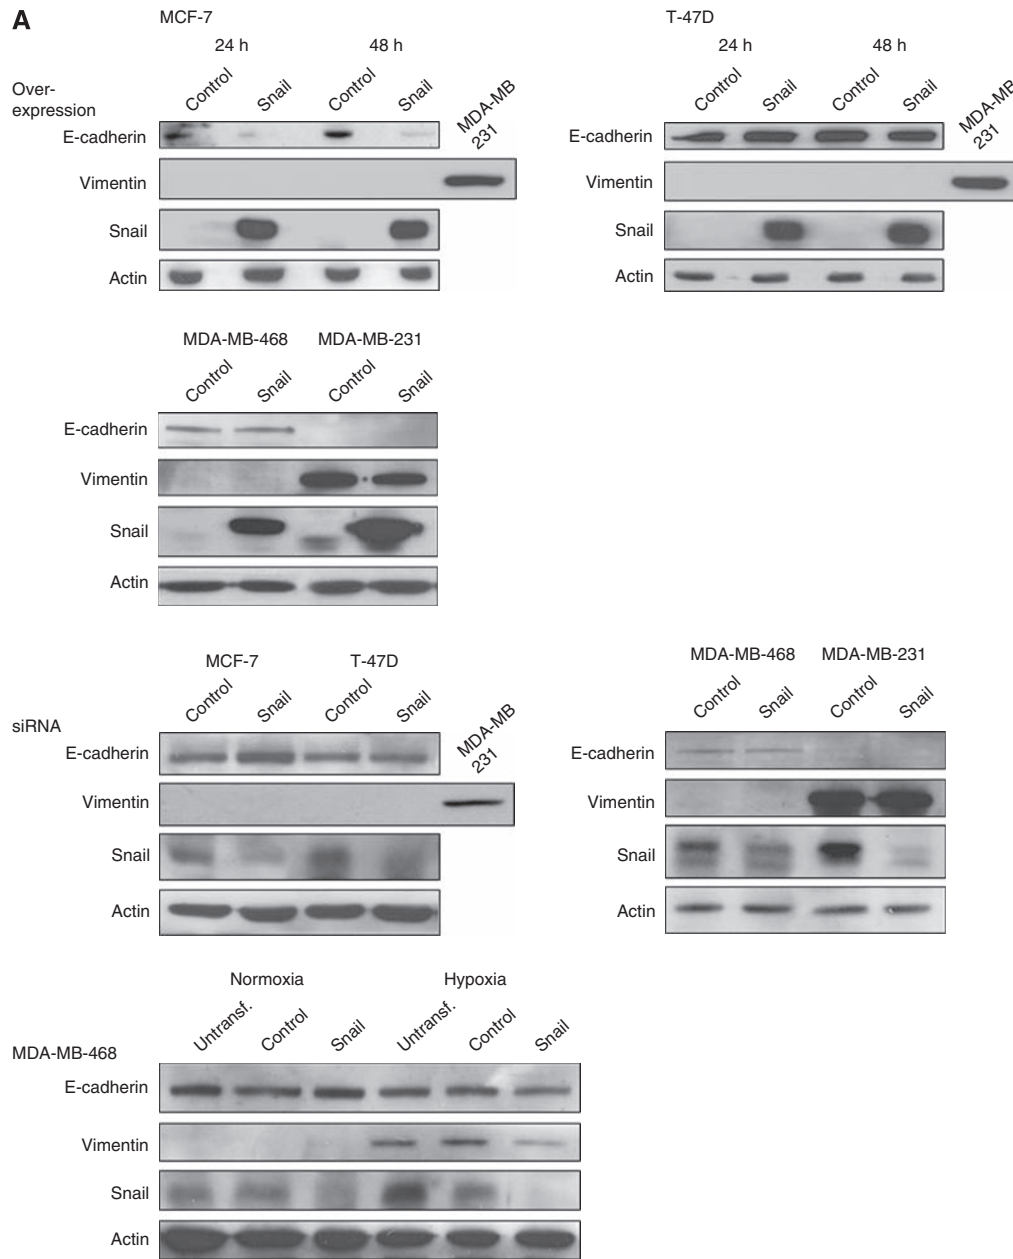 A
MCF-7
24 h 48 h
Over-
expression
Control Snail Control Snail MDA-MB
231
E-cadherin
Vimentin
Snail
Actin
T-47D
24 h 48 h
Control Snail Control Snail MDA-MB
231
E-cadherin
Vimentin
Snail
Actin
MDA-MB-468 MDA-MB-231
Control Snail Control Snail
E-cadherin
Vimentin
Snail
Actin
siRNA
MCF-7 T-47D
Control Snail Control Snail MDA-MB
231
E-cadherin
Vimentin
Snail
Actin
MDA-MB-468 MDA-MB-231
Control Snail Control Snail
E-cadherin
Vimentin
Snail
Actin
Normoxia Hypoxia
Untransf. Control Snail Untransf. Control Snail
MDA-MB-468
E-cadherin
Vimentin
Snail
Actin